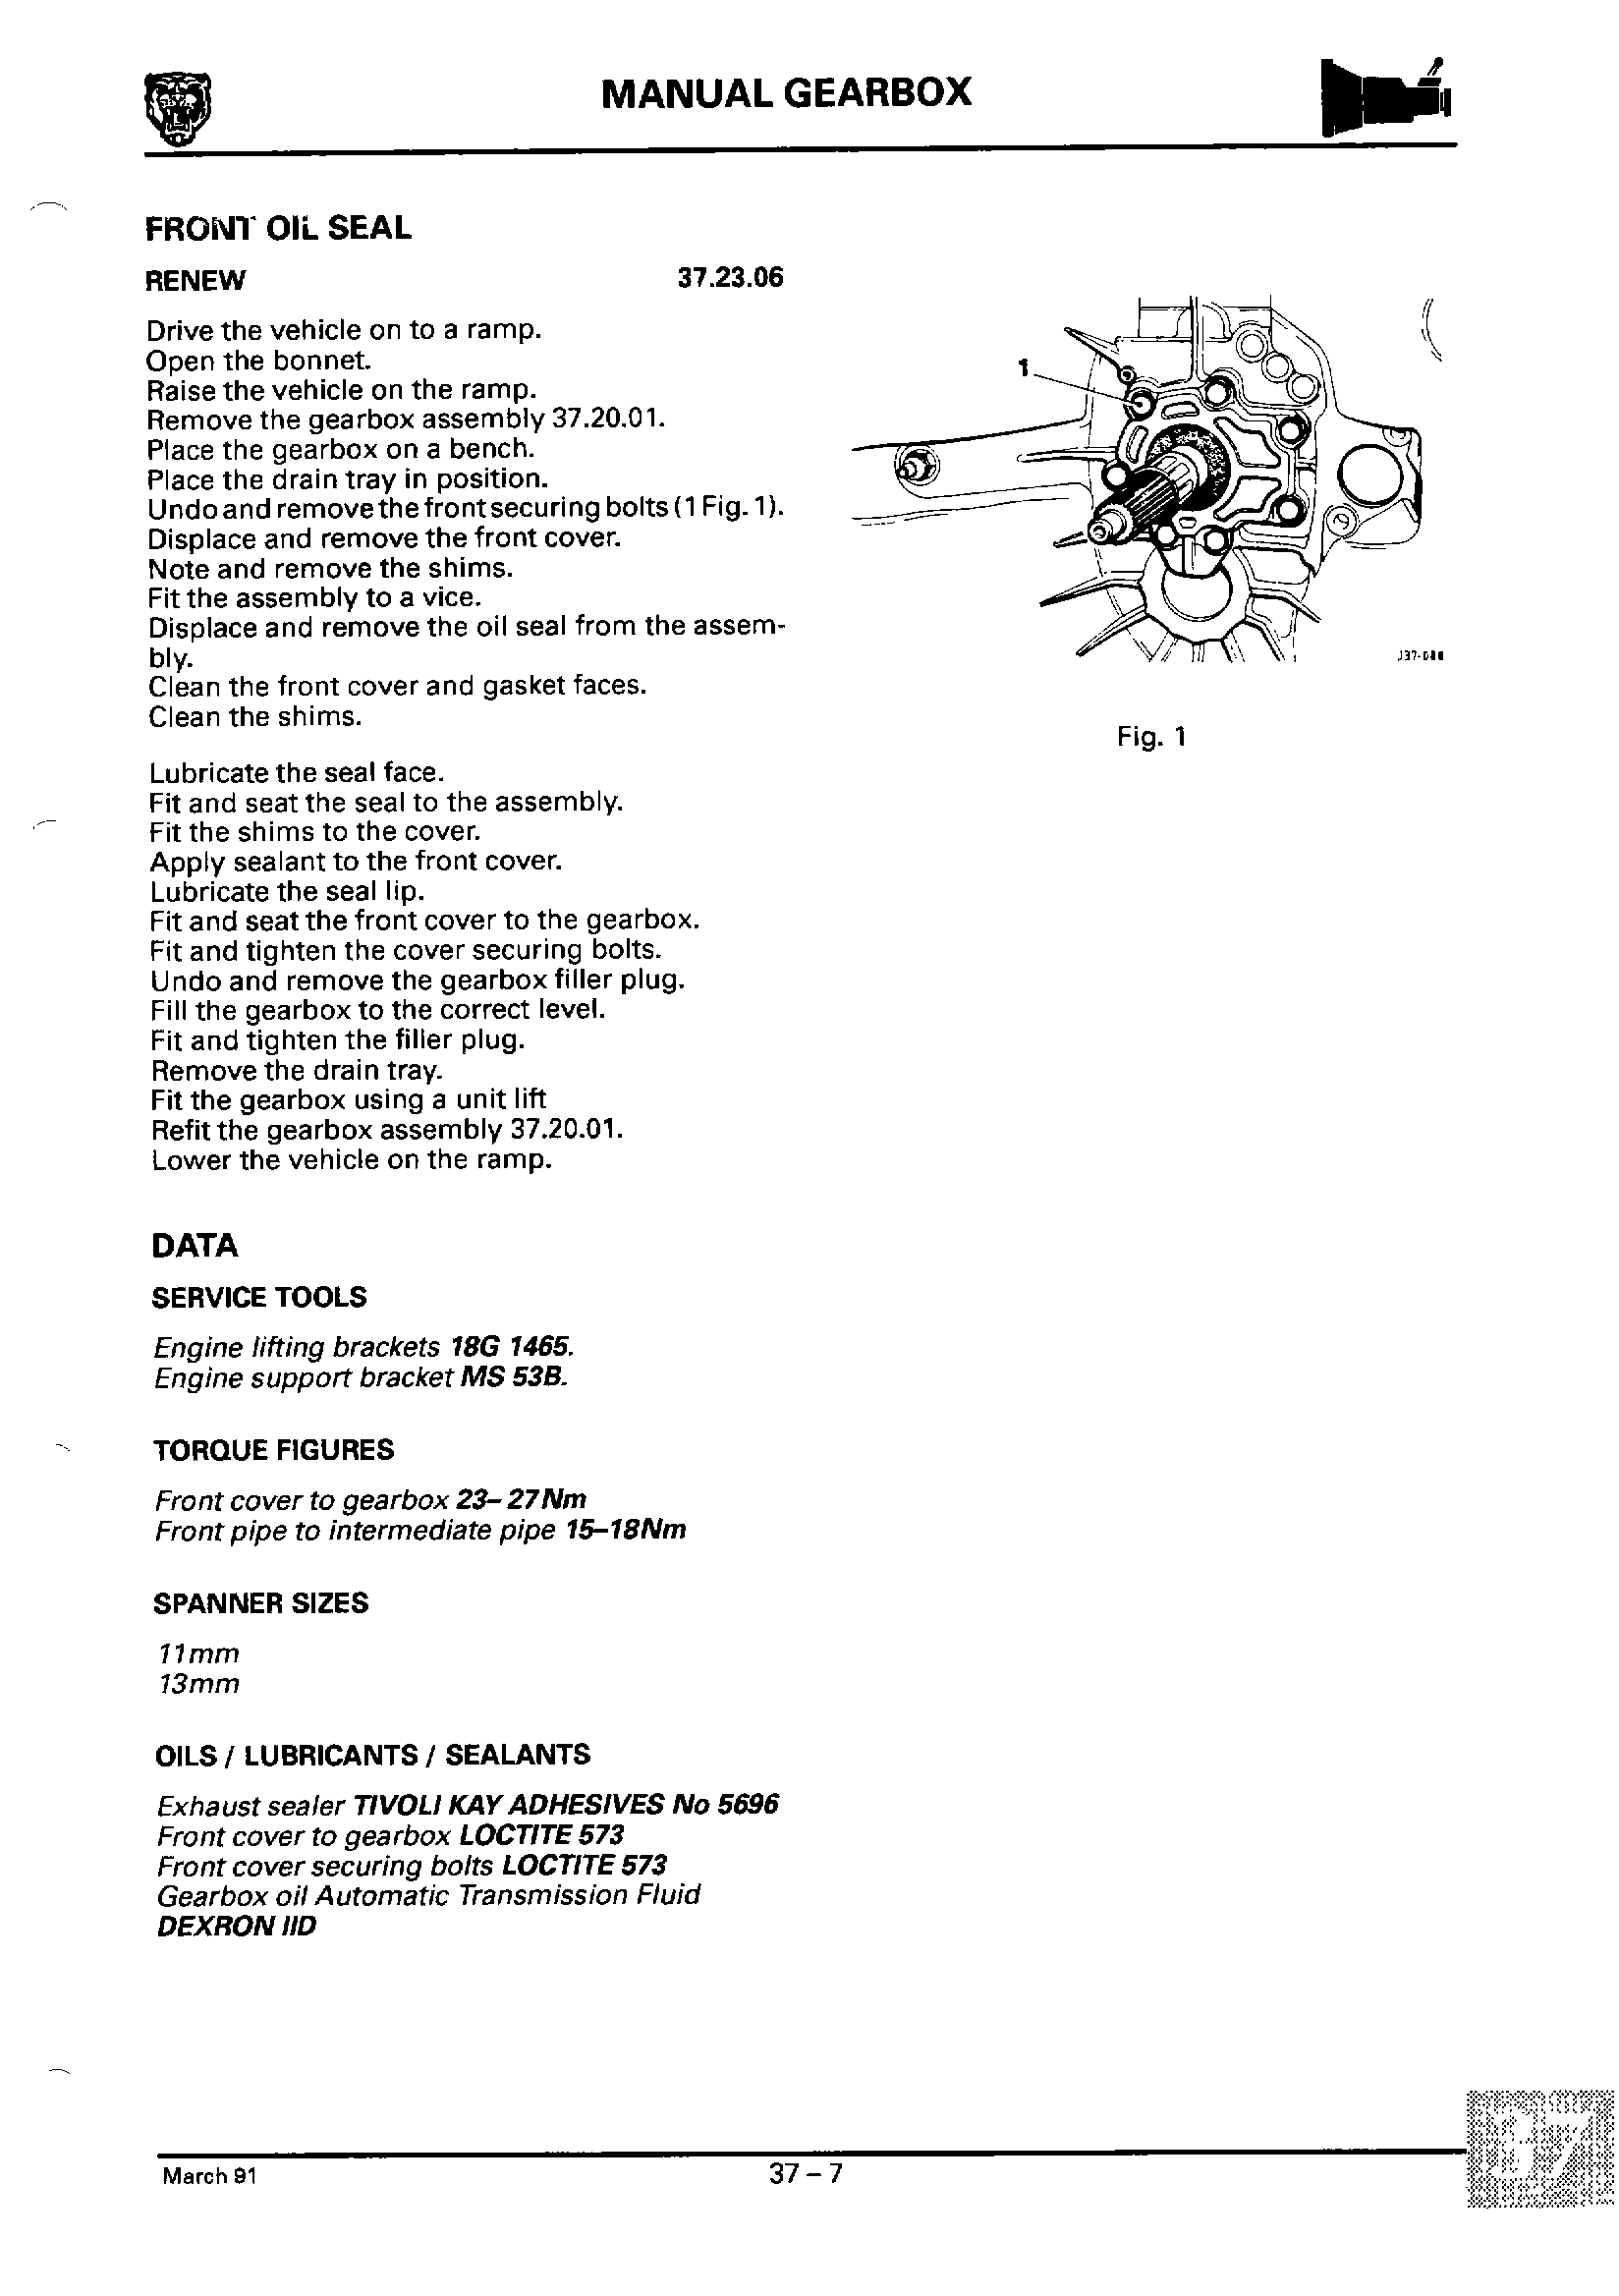 MANUAL GEARBOX
FRONT OIL SEAL
RENEW 37.23.06
Drive the vehicle on to a ramp.
Open the bonnet.
Raise the vehicle on the ramp.
Remove the gearbox assembly 37.20.01.
Place the gearbox on a bench.
Place the drain tray in position.
Undo and remove the front securing bolts (1 Fig. 1).
Displace and remove the front cover.
Note and remove the shims.
Fit the assembly to a vice.
Displace and remove the oil seal from the assem-
bly.
Clean the front cover and gasket faces.
Clean the shims.
Lubricate the seal face.
Fit and seat the seal to the assembly.
Fit the shims to the cover.
Apply sealant to the front cover.
Lubricate the seal lip.
Fit and seat the front cover to the gearbox.
Fit and tighten the cover securing bolts.
Undo and remove the gearbox filler plug.
Fill the gearbox to the correct level.
Fit and tighten the filler plug.
Remove the drain tray.
Fit the gearbox using a unit lift
Refit the gearbox assembly 37.20.01.
Lower the vehicle on the ramp.
DATA
SERVICE TOOLS
Engine lifting brackets 18G 1465.
Engine support bracket MS 53B.
TORQUE FIGURES
Front cover to gearbox 23–27Nm
Front pipe to intermediate pipe 15–18Nm
SPANNER SIZES
11mm
13mm
OILS / LUBRICANTS / SEALANTS
Exhaust sealer TIVOLI KAY ADHESIVES No 5696
Front cover to gearbox LOCTITE 573
Front cover securing bolts LOCTITE 573
Gearbox oil Automatic Transmission Fluid
DEXRON IID
1
Fig. 1
March 91
37 – 7
37